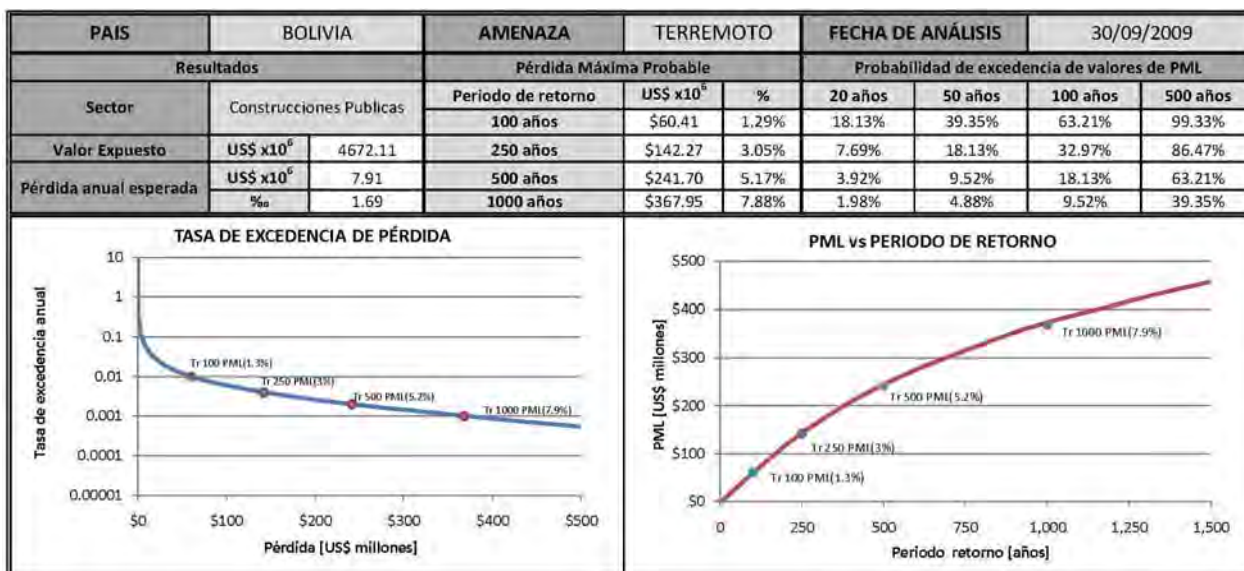 PAIS BOLIVIA AMENAZA TERREMOTO FECHA DE ANÁLISIS 30/09/2009
Resultados Pérdida Máxima Probable Probabilidad de excedencia de valores de PML
Sector Construcciones Publicas Periodo de retorno US$ x10⁶ % 20 años 50 años 100 años 500 años
100 años $60.41 1.29% 18.13% 39.35% 63.21% 99.33%
Valor Expuesto US$ x10⁶ 4672.11 250 años $142.27 3.05% 7.69% 18.13% 32.97% 86.47%
Pérdida anual esperada US$ x10⁶ 7.91 500 años $241.70 5.17% 3.92% 9.52% 18.13% 63.21%
‰ 1.69 1000 años $367.95 7.88% 1.98% 4.88% 9.52% 39.35%
TASA DE EXCEDENCIA DE PÉRDIDA
Tasa de excedencia anual
10
1
0.1
0.01
0.001
0.0001
0.00001
Tr 100 PML(1.3%)
Tr 250 PML(3%)
Tr 500 PML(5.2%)
Tr 1000 PML(7.9%)
$0 $100 $200 $300 $400 $500
Pérdida [US$ millones]
PML vs PERIODO DE RETORNO
PML [US$ millones]
$500
$400
$300
$200
$100
$0
Tr 1000 PML(7.9%)
Tr 500 PML(5.2%)
Tr 250 PML(3%)
Tr 100 PML(1.3%)
0 250 500 750 1,000 1,250 1,500
Periodo retorno [años]